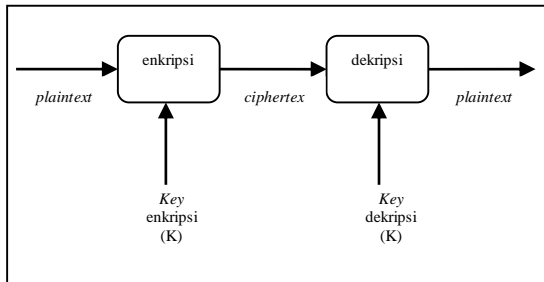 enkripsi
dekripsi
plaintext
ciphertex
plaintext
Key
enkripsi
(K)
Key
dekripsi
(K)